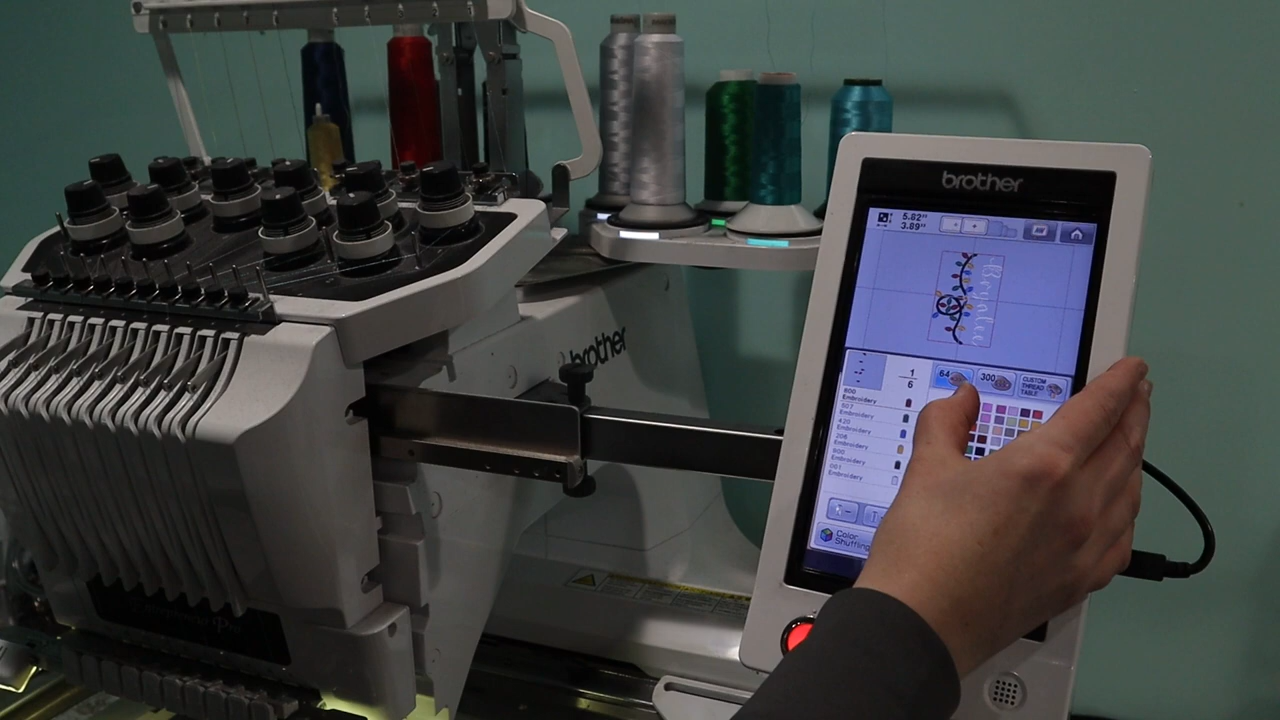 brother
5.82"
3.89"
1
6
64
300
CUSTOM
THREAD
TABLE
Embroidery
507
Embroidery
420
Embroidery
206
Embroidery
900
Embroidery
001
Embroidery
Color
Shuffling
brother